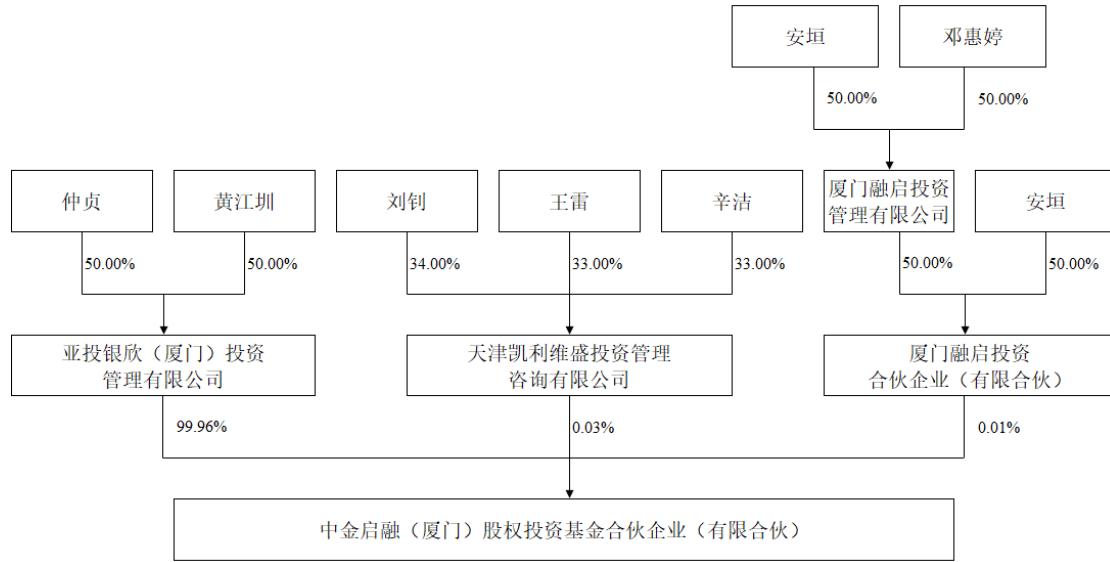 安垣
邓惠婷
50.00%
50.00%
仲贞
黄江圳
刘钊
王雷
辛洁
厦门融启投资
管理有限公司
安垣
50.00%
50.00%
34.00%
33.00%
33.00%
50.00%
50.00%
亚投银欣（厦门）投资
管理有限公司
天津凯利维盛投资管理
咨询有限公司
厦门融启投资
合伙企业（有限合伙）
99.96%
0.03%
0.01%
中金启融（厦门）股权投资基金合伙企业（有限合伙）